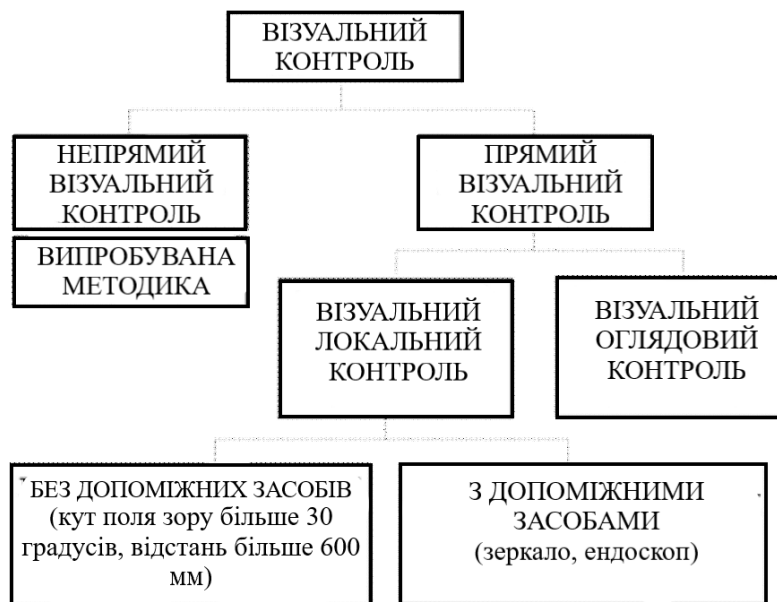 ВІЗУАЛЬНИЙ
КОНТРОЛЬ
НЕПРЯМИЙ
ВІЗУАЛЬНИЙ
КОНТРОЛЬ
ПРЯМИЙ
ВІЗУАЛЬНИЙ
КОНТРОЛЬ
ВИПРОБУВАНА
МЕТОДИКА
ВІЗУАЛЬНИЙ
ЛОКАЛЬНИЙ
КОНТРОЛЬ
ВІЗУАЛЬНИЙ
ОГЛЯДОВИЙ
КОНТРОЛЬ
БЕЗ ДОПОМІЖНИХ ЗАСОБІВ
(кут поля зору більше 30
градусів, відстань більше 600
мм)
З ДОПОМІЖНИМИ
ЗАСОБАМИ
(зеркало, ендоскоп)